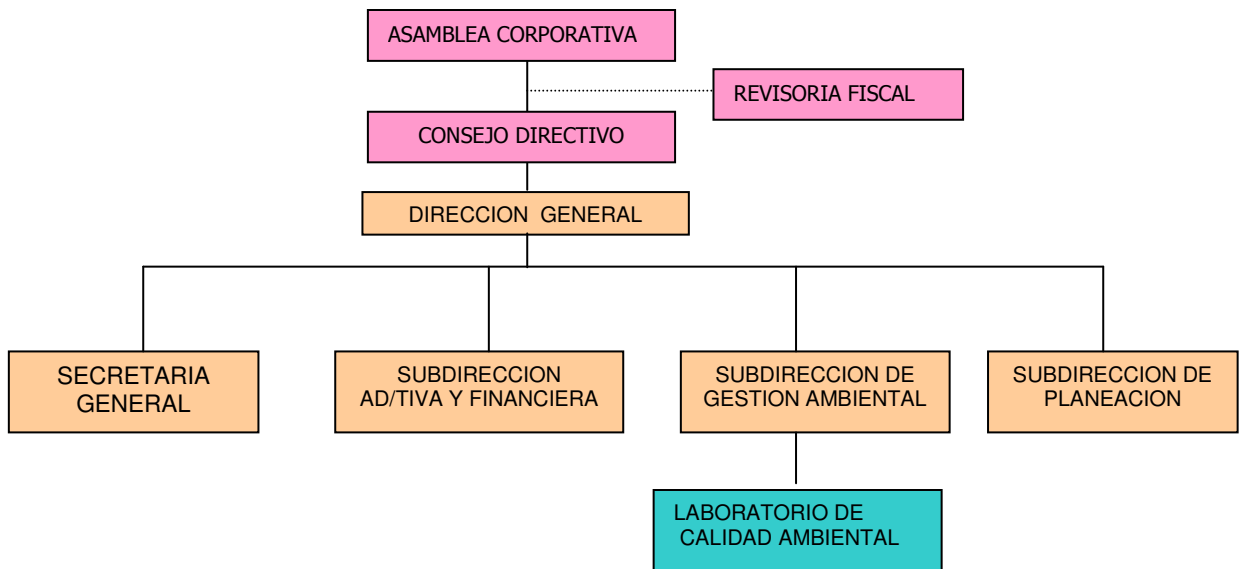 ASAMBLEA CORPORATIVA
REVISORIA FISCAL
CONSEJO DIRECTIVO
DIRECCION GENERAL
SECRETARIA
GENERAL
SUBDIRECCION
AD/TIVA Y FINANCIERA
SUBDIRECCION DE
GESTION AMBIENTAL
SUBDIRECCION DE
PLANEACION
LABORATORIO DE
CALIDAD AMBIENTAL